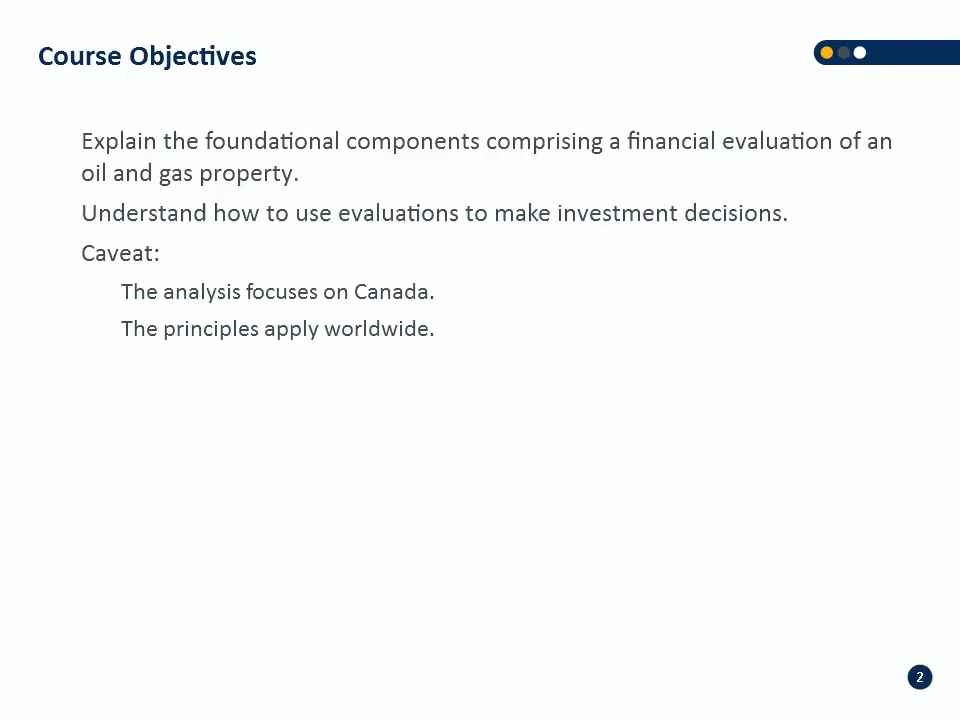 Course Objectives
Explain the foundational components comprising a financial evaluation of an
oil and gas property.
Understand how to use evaluations to make investment decisions.
Caveat:
The analysis focuses on Canada.
The principles apply worldwide.
2